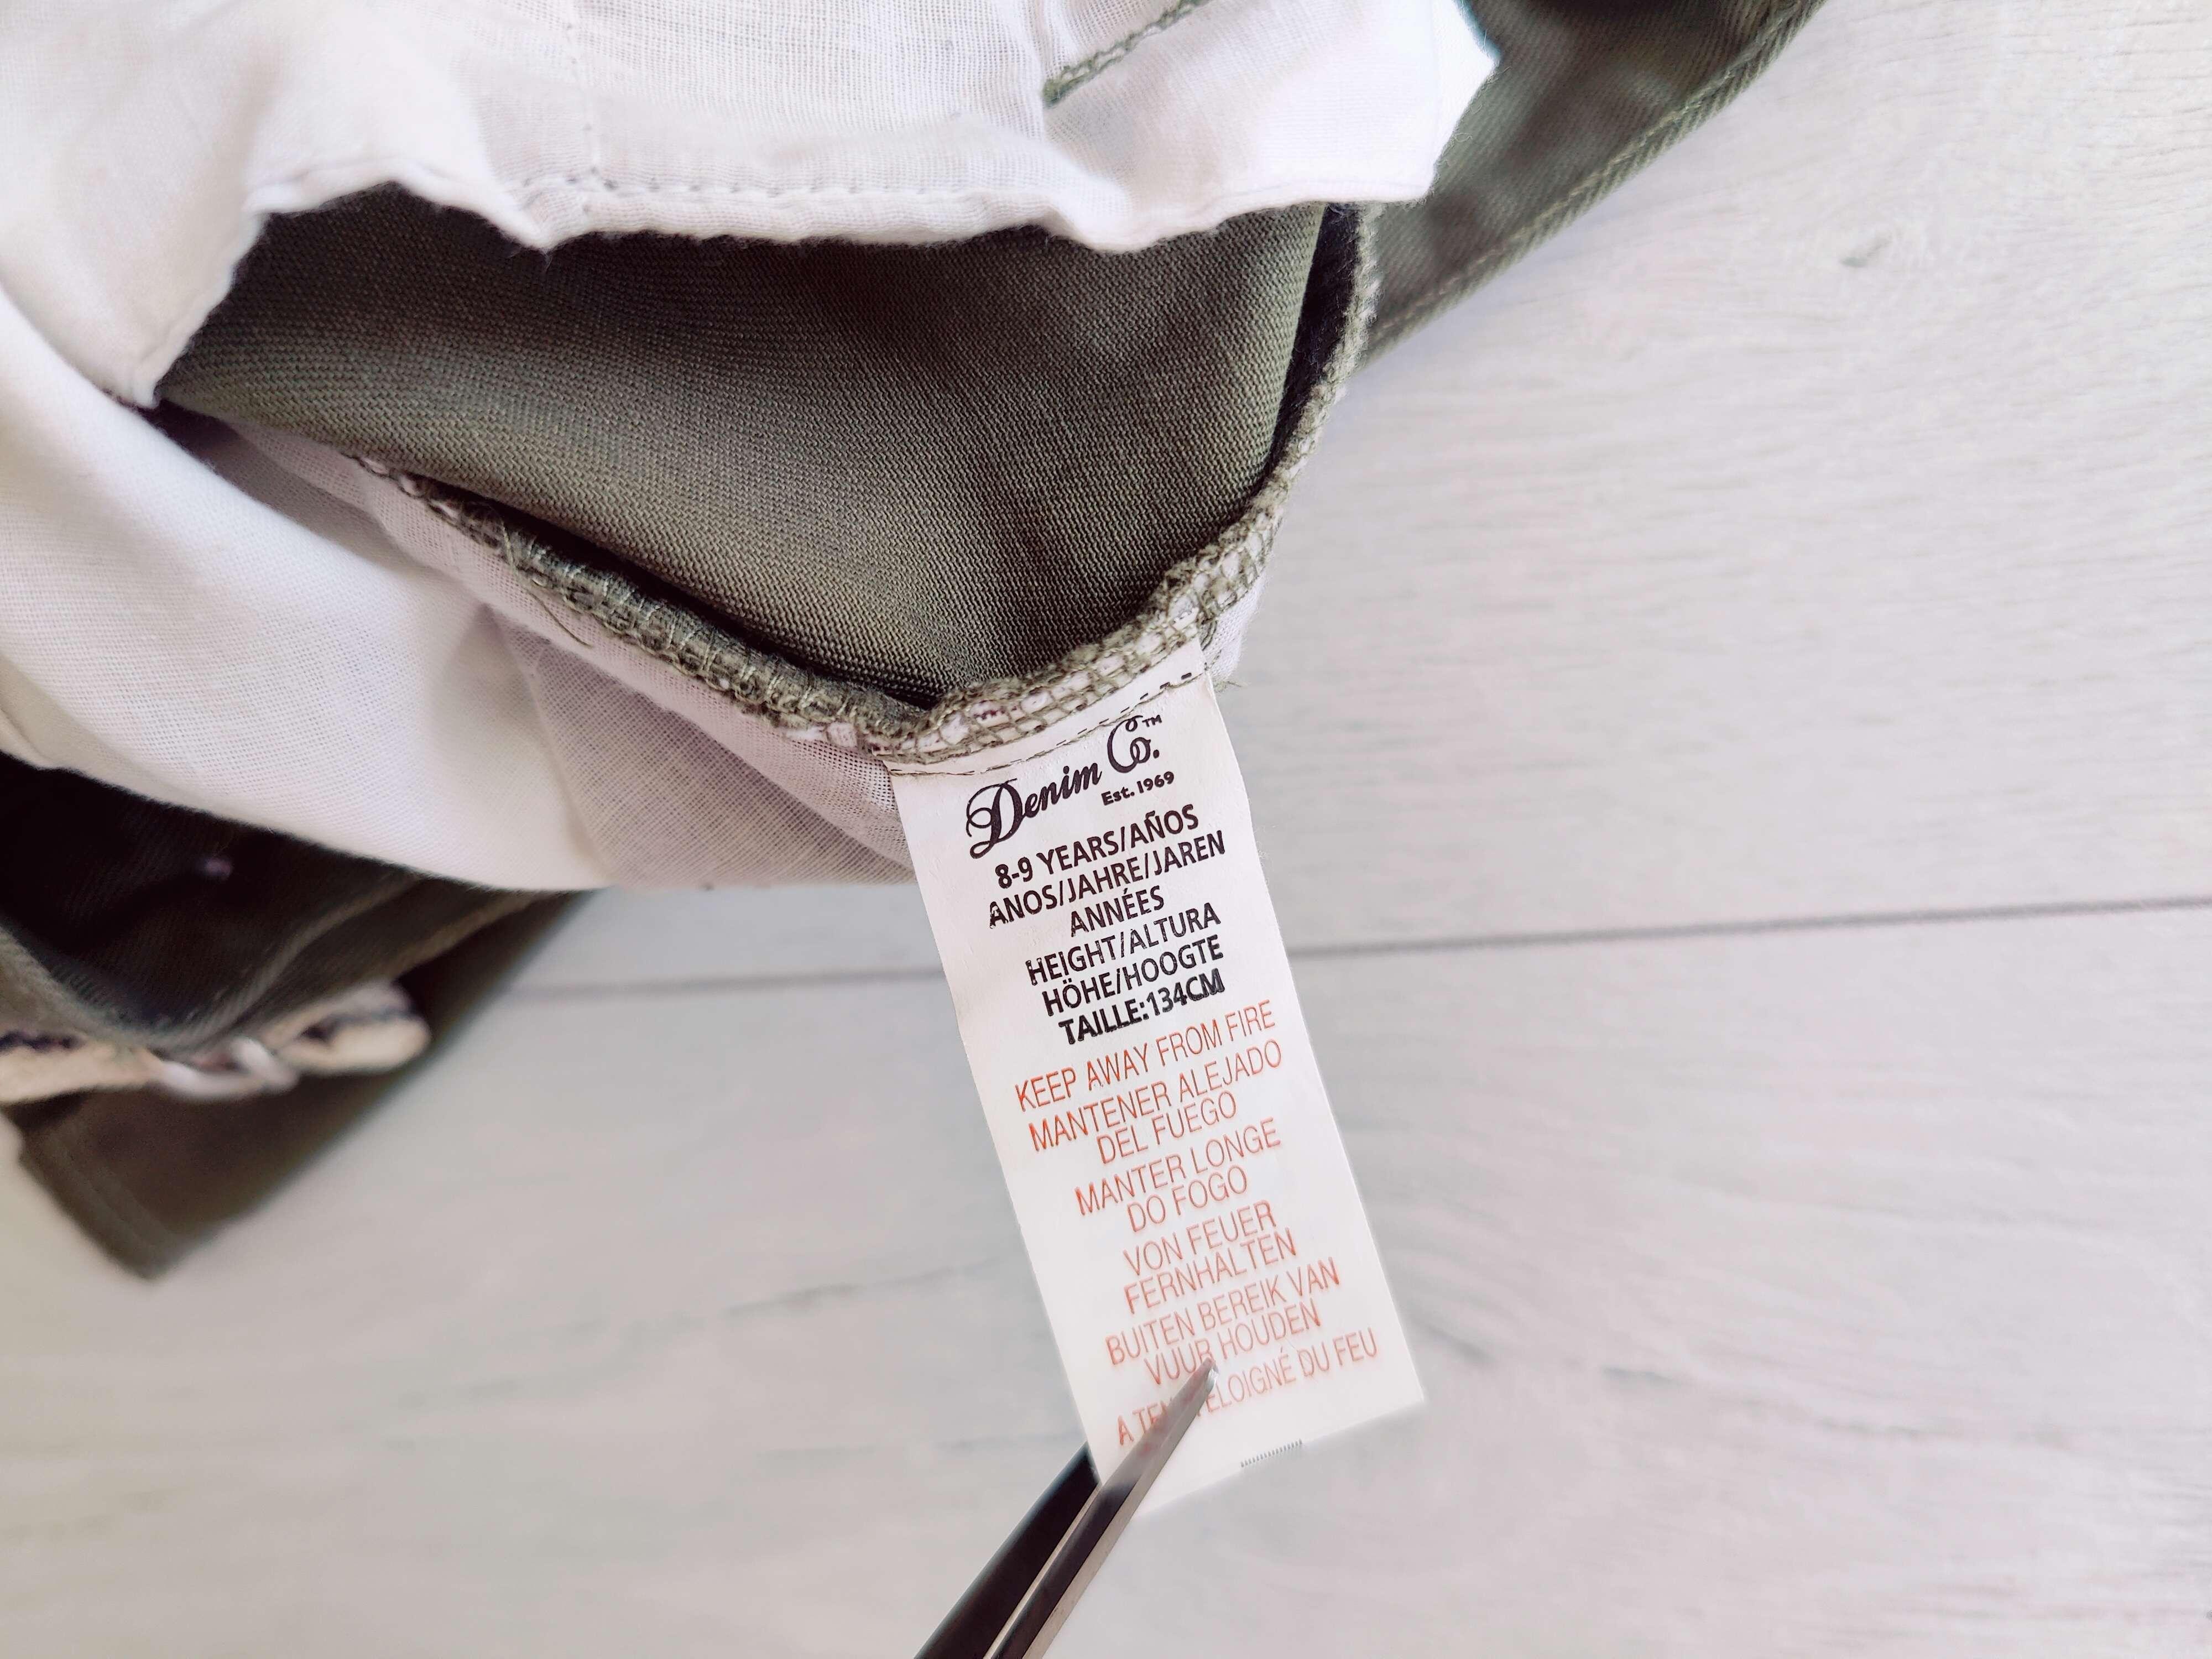 Denim Co.™
Est. 1969
8-9 YEARS/AÑOS
ANOS/JAHRE/JAREN
ANNÉES
HEIGHT/ALTURA
HÖHE/HOOGTE
TAILLE:134CM
KEEP AWAY FROM FIRE
MANTENER ALEJADO
DEL FUEGO
MANTER LONGE
DO FOGO
VON FEUER
FERNHALTEN
BUITEN BEREIK VAN
VUUR HOUDEN
A ELOIGNÉ DU FEU